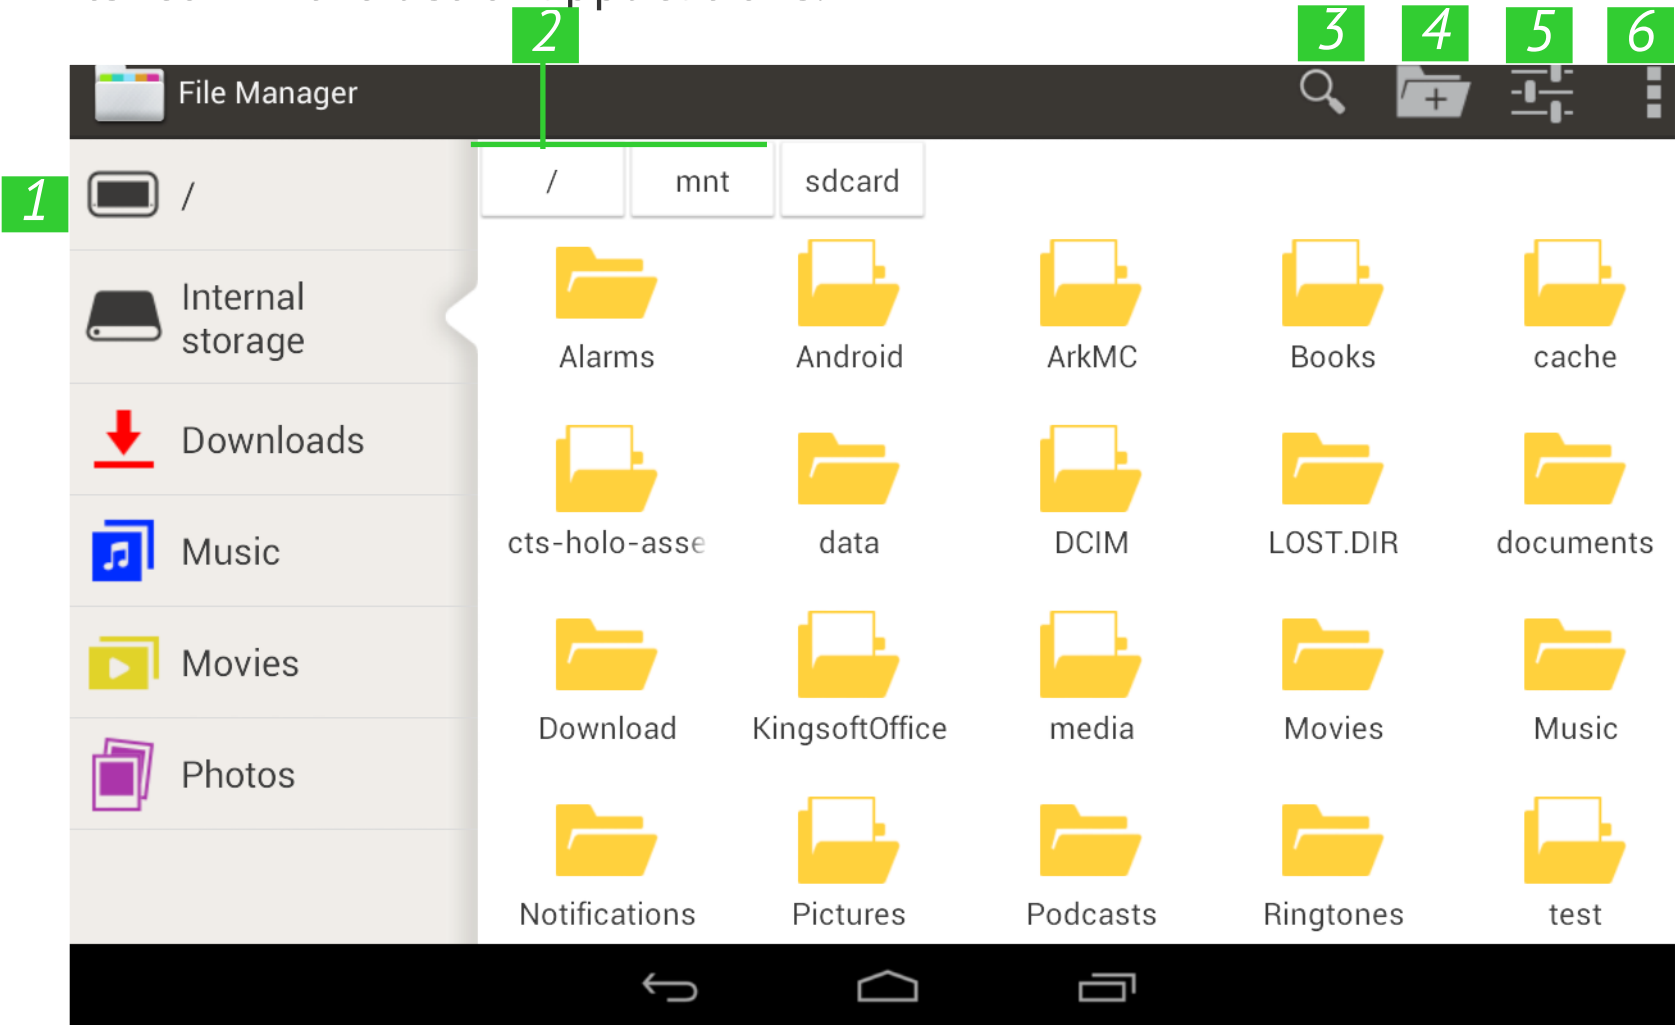 2
3
4
5
6
File Manager
1
/
Internal
storage
Downloads
Music
Movies
Photos
/ mnt sdcard
Alarms Android ArkMC Books cache
cts-holo-asse data DCIM LOST.DIR documents
Download KingsoftOffice media Movies Music
Notifications Pictures Podcasts Ringtones test